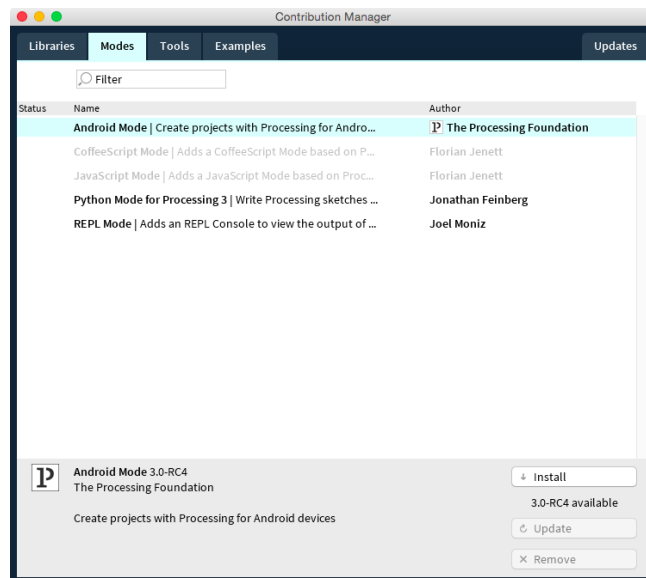 Contribution Manager
Libraries Modes Tools Examples Updates
Filter
Status Name Author
Android Mode | Create projects with Processing for Andro... P The Processing Foundation
CoffeeScript Mode | Adds a CoffeeScript Mode based on P... Florian Jenett
JavaScript Mode | Adds a JavaScript Mode based on Proc... Florian Jenett
Python Mode for Processing 3 | Write Processing sketches ... Jonathan Feinberg
REPL Mode | Adds an REPL Console to view the output of ... Joel Moniz
P Android Mode 3.0-RC4
The Processing Foundation
Install
3.0-RC4 available
Create projects with Processing for Android devices
Update
Remove